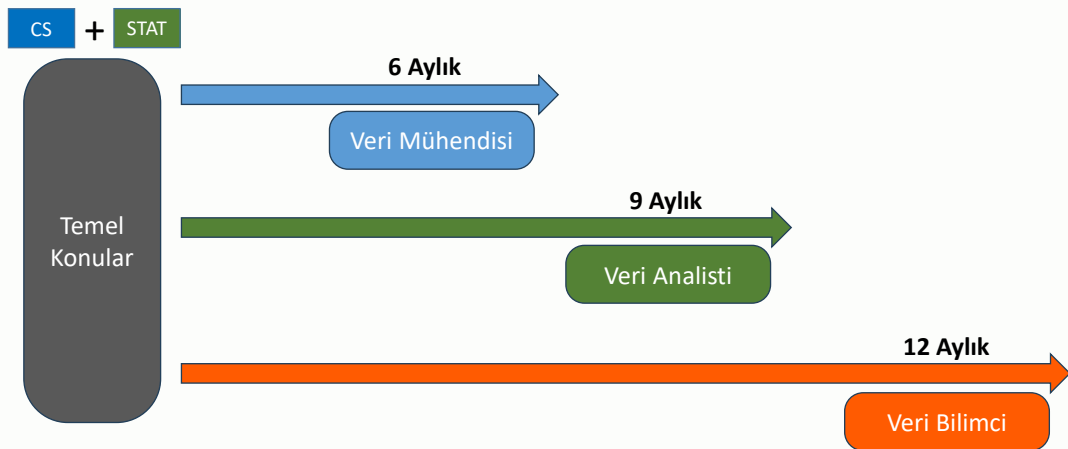 CS + STAT
6 Aylık
Veri Mühendisi
9 Aylık
Temel
Konular
Veri Analisti
12 Aylık
Veri Bilimci